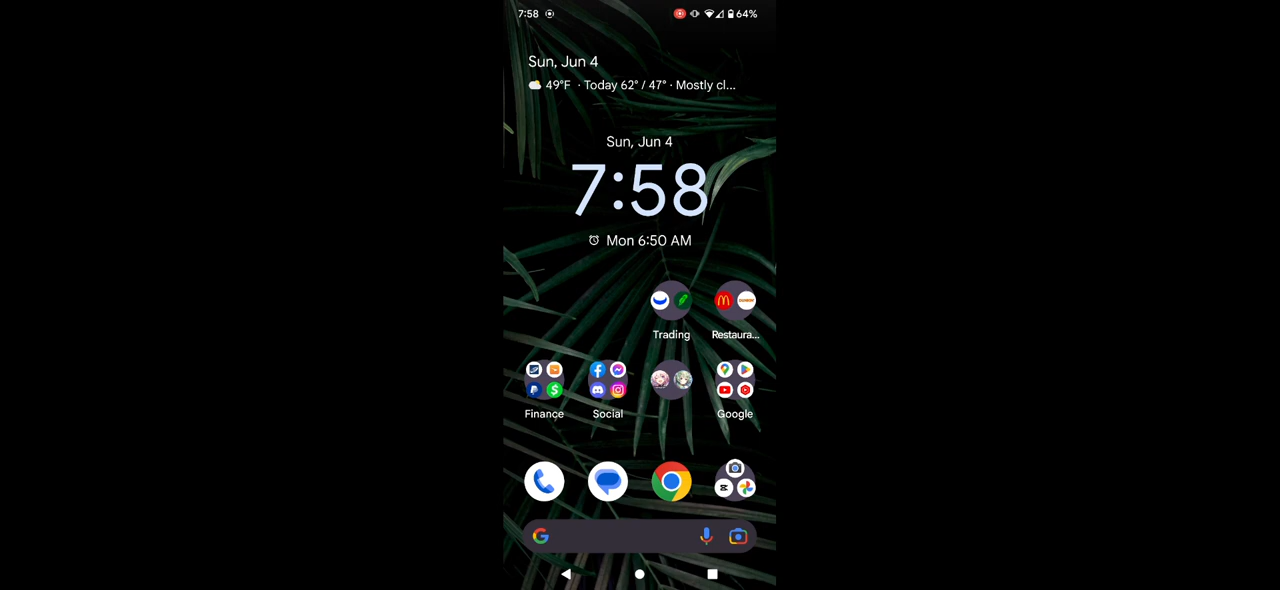 7:58 64%
Sun, Jun 4
49°F · Today 62° / 47° · Mostly cl...
Sun, Jun 4
7:58
Mon 6:50 AM
Trading Restaura...
Finance Social Google